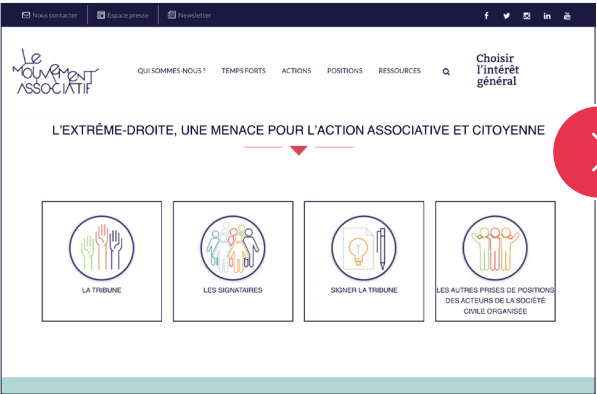 Nous contacter
Espace presse
Newsletter
Le
Mouvement
Associatif
QUI SOMMES-NOUS ?
TEMPS FORTS
ACTIONS
POSITIONS
RESSOURCES
Choisir
l'intérêt
général
L'EXTRÊME-DROITE, UNE MENACE POUR L'ACTION ASSOCIATIVE ET CITOYENNE
LA TRIBUNE
LES SIGNATAIRES
SIGNER LA TRIBUNE
LES AUTRES PRISES DE POSITIONS
DES ACTEURS DE LA SOCIÉTÉ
CIVILE ORGANISÉE